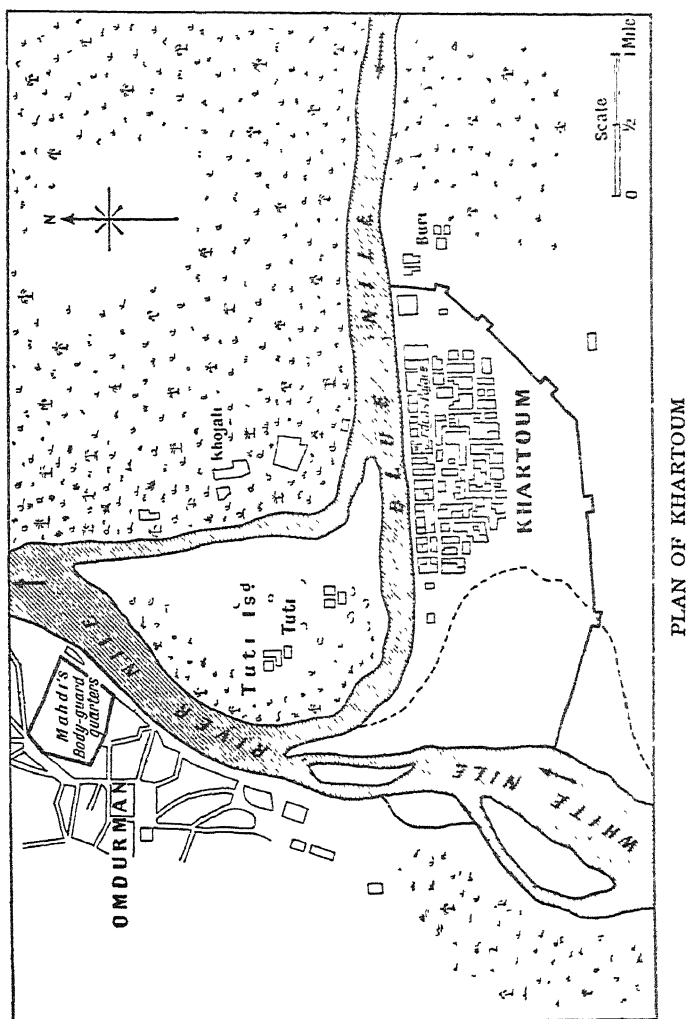 N
Mahdi's
Body-guard
quarters
OMDURMAN
RIVER NILE
Khojali
Tuti Isd
Tuti
BLUE NILE
Buri
KHARTOUM
WHITE NILE
Scale
0 1/2 1 Mile
PLAN OF KHARTOUM